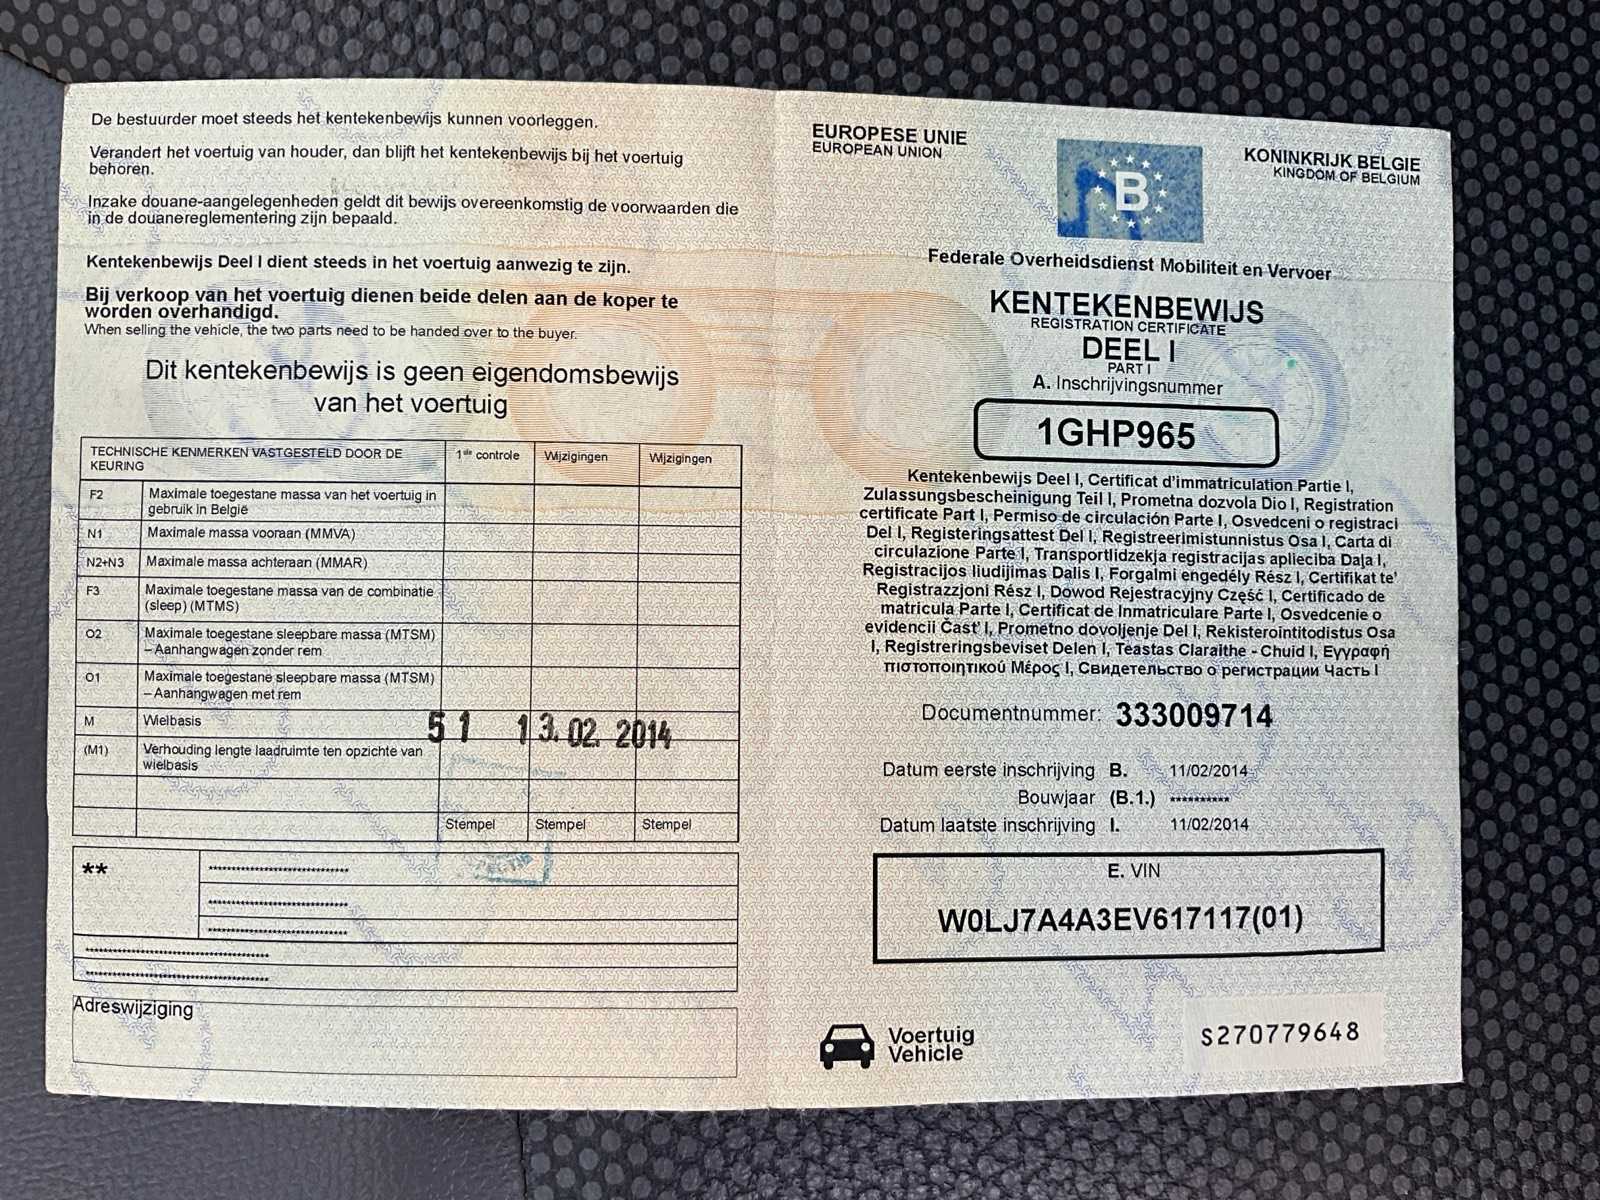 De bestuurder moet steeds het kentekenbewijs kunnen voorleggen.
Verandert het voertuig van houder, dan blijft het kentekenbewijs bij het voertuig
behoren.
Inzake douane-aangelegenheden geldt dit bewijs overeenkomstig de voorwaarden die
in de douanereglementering zijn bepaald.
Kentekenbewijs Deel I dient steeds in het voertuig aanwezig te zijn.
Bij verkoop van het voertuig dienen beide delen aan de koper te
worden overhandigd.
When selling the vehicle, the two parts need to be handed over to the buyer.
Dit kentekenbewijs is geen eigendomsbewijs
van het voertuig
TECHNISCHE KENMERKEN VASTGESTELD DOOR DE
KEURING
1ste controle
Wijzigingen
Wijzigingen
F2 Maximale toegestane massa van het voertuig in
gebruik in België
N1 Maximale massa vooraan (MMVA)
N2+N3 Maximale massa achteraan (MMAR)
F3 Maximale toegestane massa van de combinatie
(sleep) (MTMS)
O2 Maximale toegestane sleepbare massa (MTSM)
– Aanhangwagen zonder rem
O1 Maximale toegestane sleepbare massa (MTSM)
– Aanhangwagen met rem
M Wielbasis
51 13.02.2014
(M1) Verhouding lengte laadruimte ten opzichte van
wielbasis
Stempel Stempel Stempel
** ******************************
******************************
******************************
****************************************
****************************************
Adreswijziging
EUROPESE UNIE
EUROPEAN UNION
B
KONINKRIJK BELGIE
KINGDOM OF BELGIUM
Federale Overheidsdienst Mobiliteit en Vervoer
KENTEKENBEWIJS
REGISTRATION CERTIFICATE
DEEL I
PART I
A. Inschrijvingsnummer
1GHP965
Kentekenbewijs Deel I, Certificat d'immatriculation Partie I,
Zulassungsbescheinigung Teil I, Prometna dozvola Dio I, Registration
certificate Part I, Permiso de circulación Parte I, Osvedceni o registraci
Del I, Registeringsattest Del I, Registreerimistunnistus Osa I, Carta di
circulazione Parte I, Transportlidzekja registracijas aplieciba Daļa I,
Registracijos liudijimas Dalis I, Forgalmi engedély Rész I, Certifikat te'
Registrazzjoni Rész I, Dowod Rejestracyjny Część I, Certificado de
matricula Parte I, Certificat de Inmatriculare Parte I, Osvedcenie o
evidencii Čast' I, Prometno dovoljenje Del I, Rekisterointitodistus Osa
I, Registreringsbeviset Delen I, Teastas Claraithe - Chuid I, Εγγραφή
πιστοποιητικού Μέρος I, Свидетельство о регистрации Часть I
Documentnummer: 333009714
Datum eerste inschrijving B. 11/02/2014
Bouwjaar (B.1.) **********
Datum laatste inschrijving I. 11/02/2014
E. VIN
W0LJ7A4A3EV617117(01)
Voertuig
Vehicle
S270779648